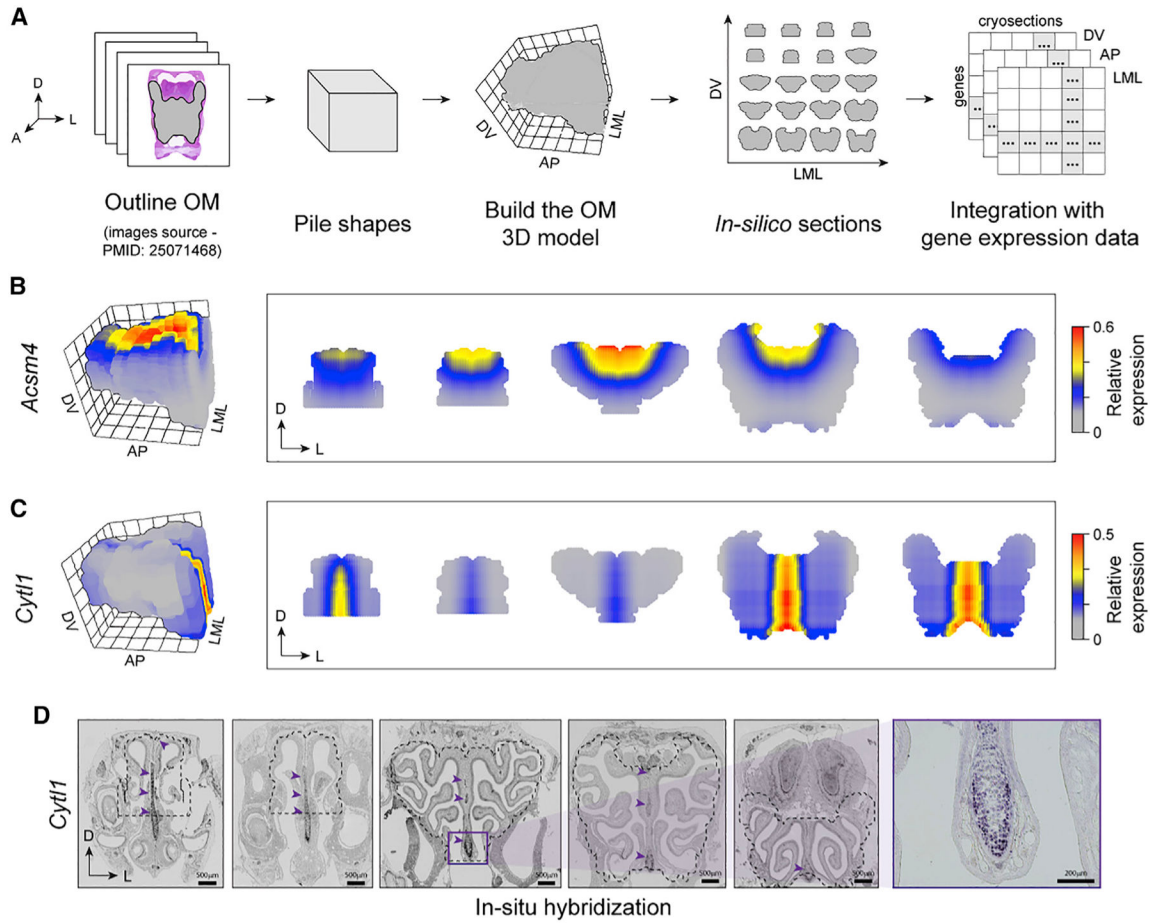 A
D
L
A
Outline OM
(images source -
PMID: 25071468)
Pile shapes
DV
AP
LML
Build the OM
3D model
DV
LML
In-silico sections
cryosections
DV
AP
LML
genes
Integration with
gene expression data
B
Acsm4
DV
AP
LML
D
L
0.6
0
Relative
expression
C
Cytl1
DV
AP
LML
D
L
0.5
0
Relative
expression
D
Cytl1
D
L
500µm
500µm
500µm
500µm
500µm
200µm
In-situ hybridization